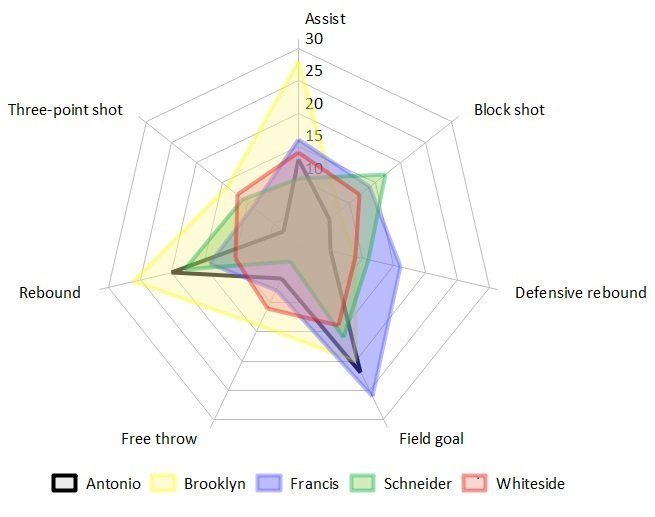 Assist
30
25
20
15
10
Three-point shot
Block shot
Rebound
Defensive rebound
Free throw
Field goal
Antonio Brooklyn Francis Schneider Whiteside